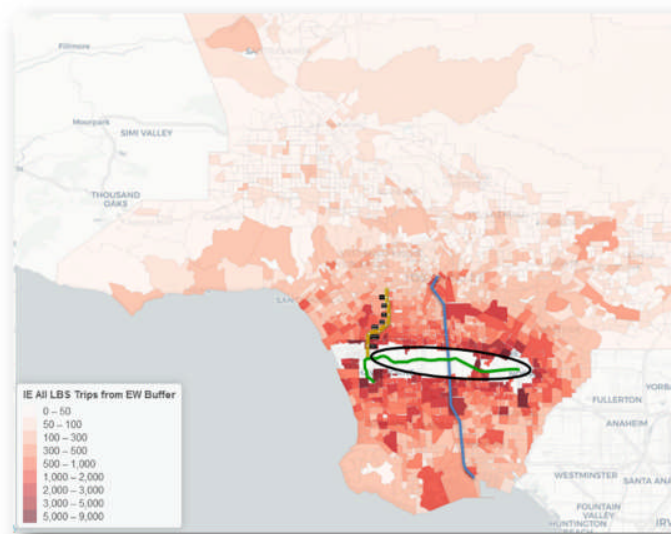 Fillmore
Moorpark
SIMI VALLEY
THOUSAND
OAKS
YORBA
FULLERTON
ANAHEIM
WESTMINSTER
SANTA ANA
FOUNTAIN
VALLEY
HUNTINGTON
IRV
IE All LBS Trips from EW Buffer
0 – 50
50 – 100
100 – 300
300 – 500
500 – 1,000
1,000 – 2,000
2,000 – 3,000
3,000 – 5,000
5,000 – 9,000